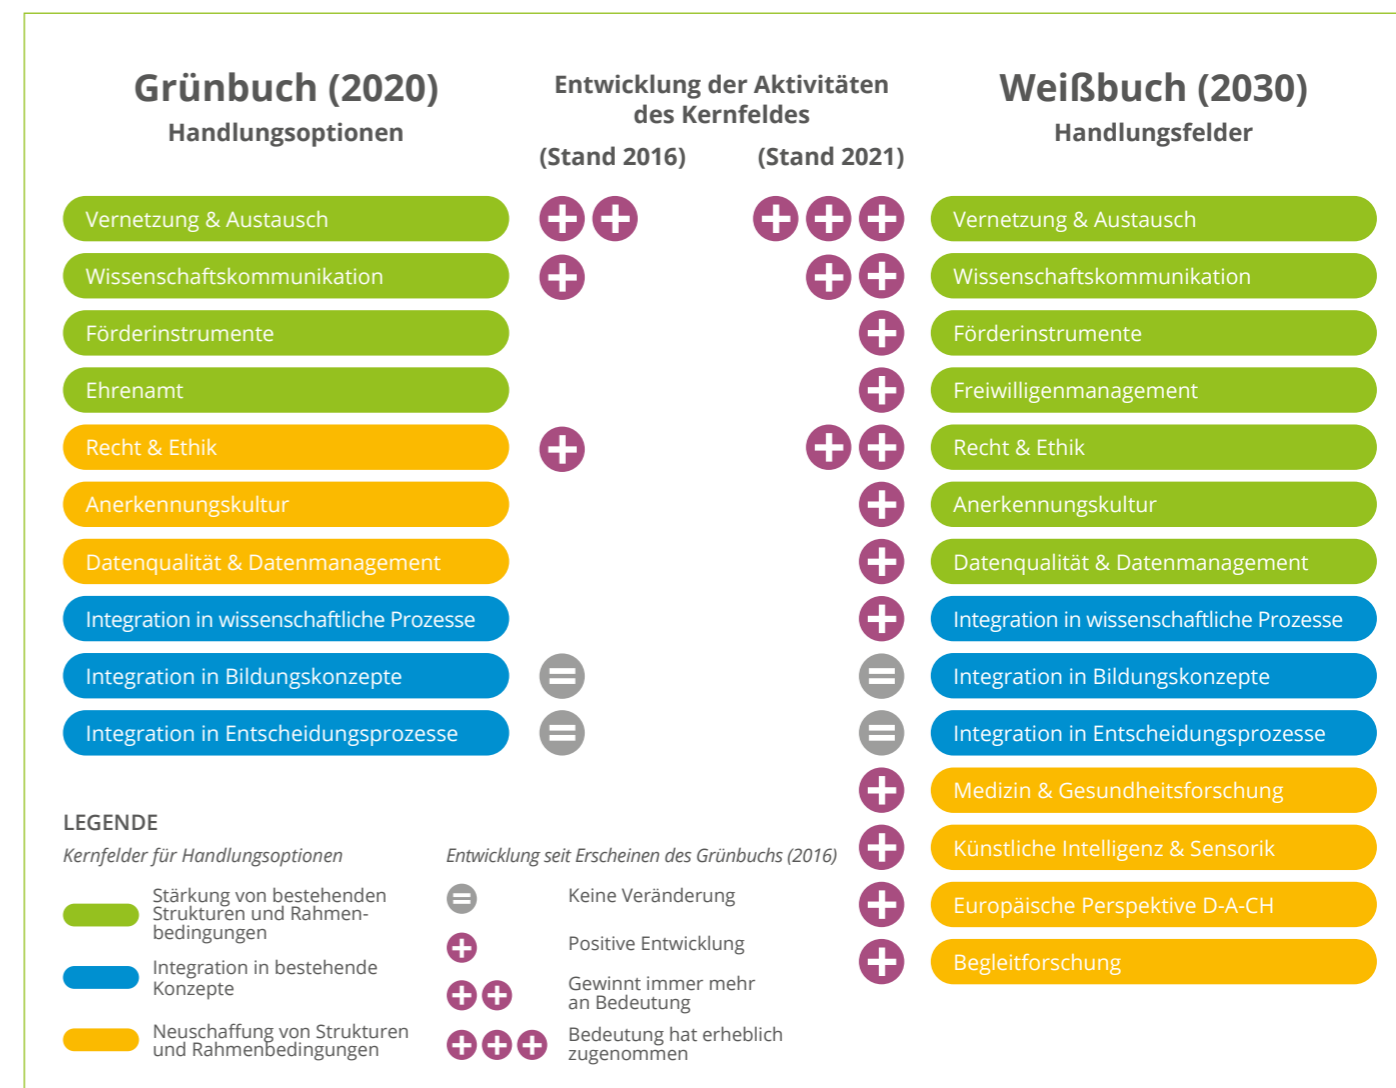 Grünbuch (2020)
Handlungsoptionen
Entwicklung der Aktivitäten
des Kernfeldes
(Stand 2016)
(Stand 2021)
Weißbuch (2030)
Handlungsfelder
Vernetzung & Austausch
Vernetzung & Austausch
Wissenschaftskommunikation
Wissenschaftskommunikation
Förderinstrumente
Förderinstrumente
Ehrenamt
Freiwilligenmanagement
Recht & Ethik
Recht & Ethik
Anerkennungskultur
Anerkennungskultur
Datenqualität & Datenmanagement
Datenqualität & Datenmanagement
Integration in wissenschaftliche Prozesse
Integration in wissenschaftliche Prozesse
Integration in Bildungskonzepte
Integration in Bildungskonzepte
Integration in Entscheidungsprozesse
Integration in Entscheidungsprozesse
Medizin & Gesundheitsforschung
Künstliche Intelligenz & Sensorik
Europäische Perspektive D-A-CH
Begleitforschung
LEGENDE
Kernfelder für Handlungsoptionen
Stärkung von bestehenden
Strukturen und Rahmen-
bedingungen
Integration in bestehende
Konzepte
Neuschaffung von Strukturen
und Rahmenbedingungen
Entwicklung seit Erscheinen des Grünbuchs (2016)
Keine Veränderung
Positive Entwicklung
Gewinnt immer mehr
an Bedeutung
Bedeutung hat erheblich
zugenommen